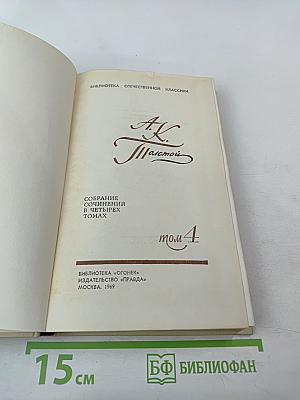 БИБЛИОТЕКА ОТЕЧЕСТВЕННОЙ КЛАССИКИ
А.К.
Толстой
СОБРАНИЕ
СОЧИНЕНИЙ
В ЧЕТЫРЕХ
ТОМАХ
том 4
БИБЛИОТЕКА «ОГОНЕК»
ИЗДАТЕЛЬСТВО «ПРАВДА»
МОСКВА, 1969
15 см
БФ БИБЛИОФАН